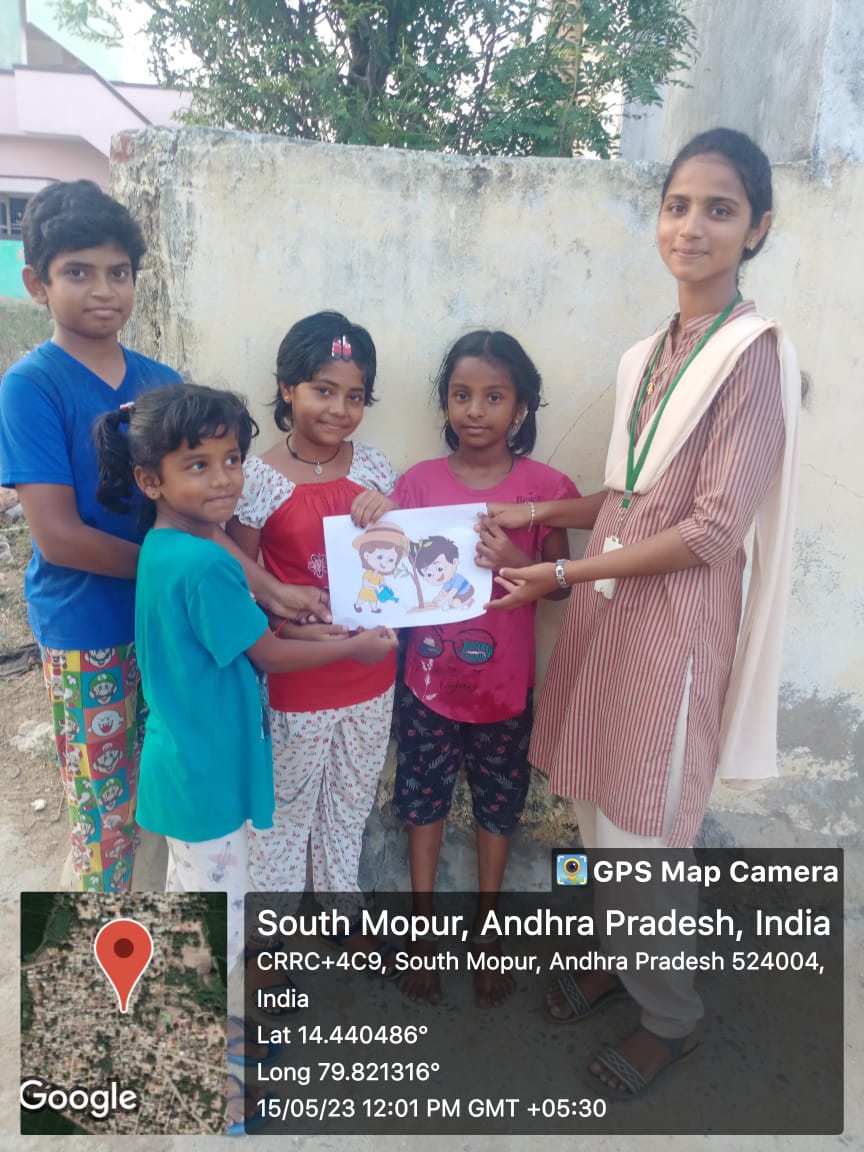 GPS Map Camera
South Mopur, Andhra Pradesh, India
CRRC+4C9, South Mopur, Andhra Pradesh 524004,
India
Lat 14.440486°
Long 79.821316°
15/05/23 12:01 PM GMT +05:30
Google